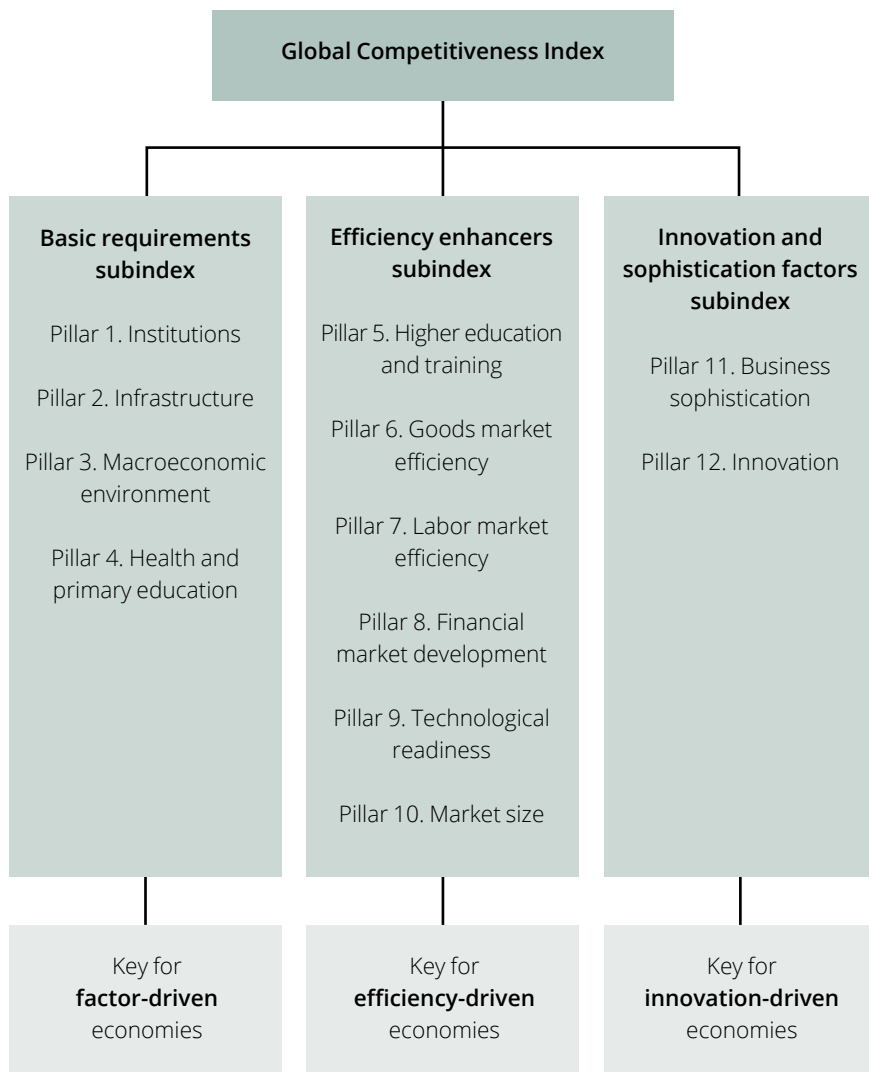 Global Competitiveness Index
Basic requirements
subindex
Pillar 1. Institutions
Pillar 2. Infrastructure
Pillar 3. Macroeconomic
environment
Pillar 4. Health and
primary education
Efficiency enhancers
subindex
Pillar 5. Higher education
and training
Pillar 6. Goods market
efficiency
Pillar 7. Labor market
efficiency
Pillar 8. Financial
market development
Pillar 9. Technological
readiness
Pillar 10. Market size
Innovation and
sophistication factors
subindex
Pillar 11. Business
sophistication
Pillar 12. Innovation
Key for
factor-driven
economies
Key for
efficiency-driven
economies
Key for
innovation-driven
economies